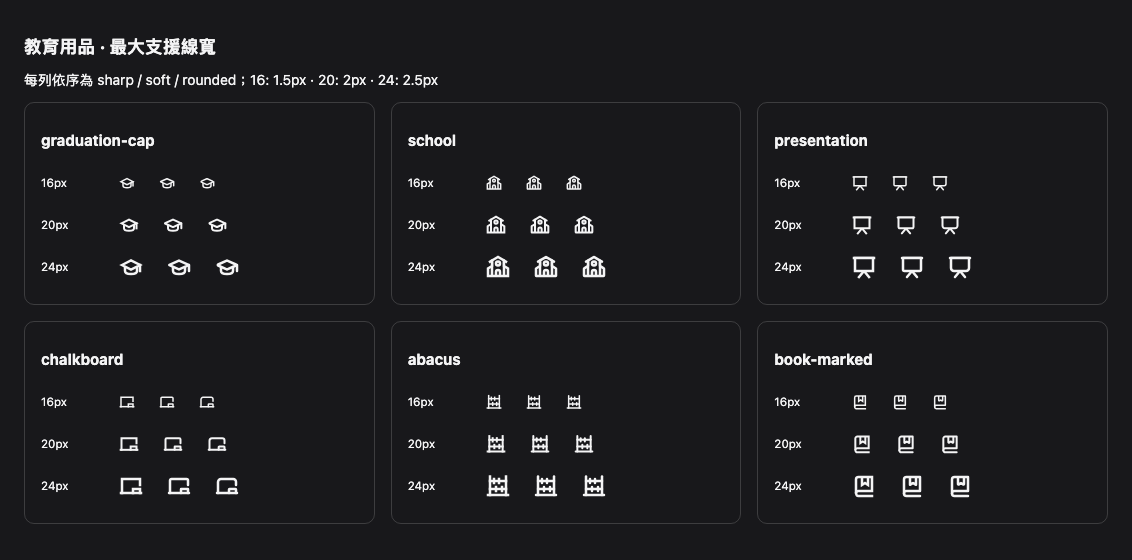 教育用品 · 最大支援線寬
每列依序為 sharp / soft / rounded；16: 1.5px · 20: 2px · 24: 2.5px
graduation-cap
16px
20px
24px
school
16px
20px
24px
presentation
16px
20px
24px
chalkboard
16px
20px
24px
abacus
16px
20px
24px
book-marked
16px
20px
24px